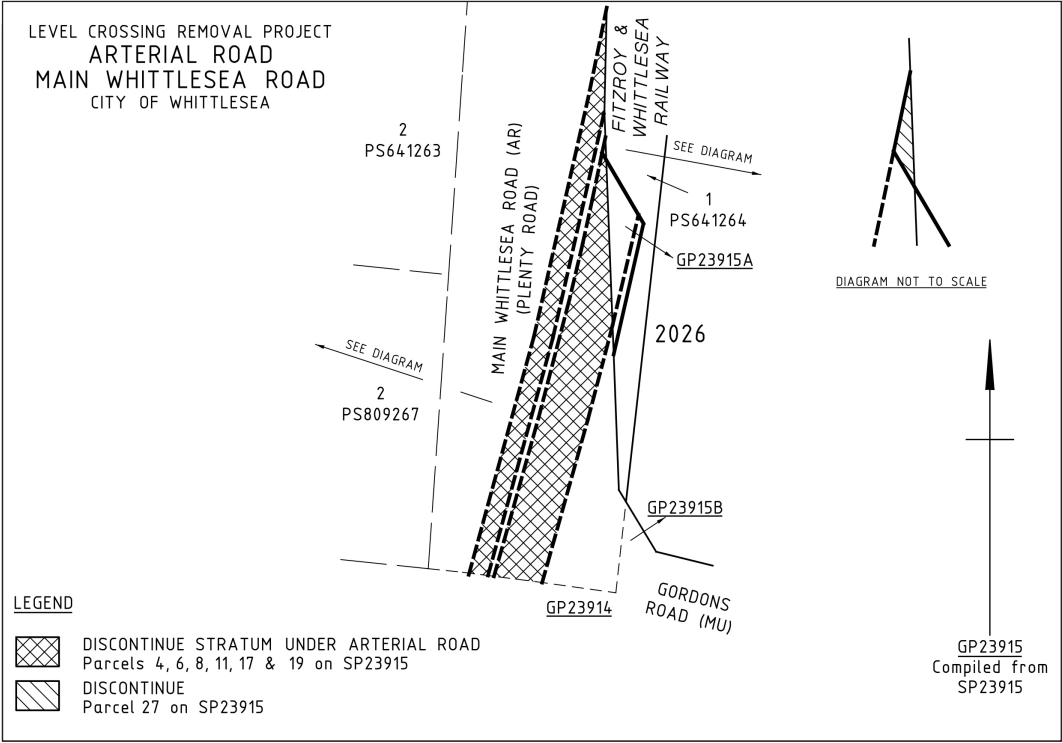 LEVEL CROSSING REMOVAL PROJECT
ARTERIAL ROAD
MAIN WHITTLESEA ROAD
CITY OF WHITTLESEA
2
PS641263
MAIN WHITTLESEA ROAD (AR)
(PLENTY ROAD)
FITZROY &
WHITTLESEA
RAILWAY
SEE DIAGRAM
1
PS641264
GP23915A
DIAGRAM NOT TO SCALE
2026
SEE DIAGRAM
2
PS809267
GP23915B
GP23914
GORDONS
ROAD (MU)
LEGEND
DISCONTINUE STRATUM UNDER ARTERIAL ROAD
Parcels 4, 6, 8, 11, 17 & 19 on SP23915
DISCONTINUE
Parcel 27 on SP23915
GP23915
Compiled from
SP23915